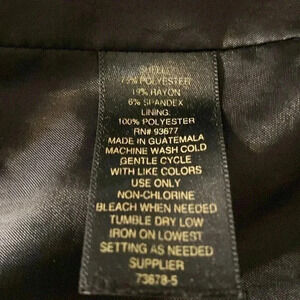 SHELL:
75% POLYESTER
19% RAYON
6% SPANDEX
LINING:
100% POLYESTER
RN# 93677
MADE IN GUATEMALA
MACHINE WASH COLD
GENTLE CYCLE
WITH LIKE COLORS
USE ONLY
NON-CHLORINE
BLEACH WHEN NEEDED
TUMBLE DRY LOW
IRON ON LOWEST
SETTING AS NEEDED
SUPPLIER
73678-5